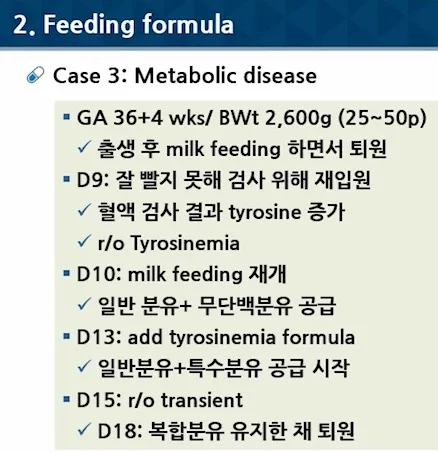 2. Feeding formula
Case 3: Metabolic disease
▪ GA 36+4 wks/ BWt 2,600g (25~50p)
✓ 출생 후 milk feeding 하면서 퇴원
▪ D9: 잘 빨지 못해 검사 위해 재입원
✓ 혈액 검사 결과 tyrosine 증가
✓ r/o Tyrosinemia
▪ D10: milk feeding 재개
✓ 일반 분유+ 무단백분유 공급
▪ D13: add tyrosinemia formula
✓ 일반분유+특수분유 공급 시작
▪ D15: r/o transient
✓ D18: 복합분유 유지한 채 퇴원